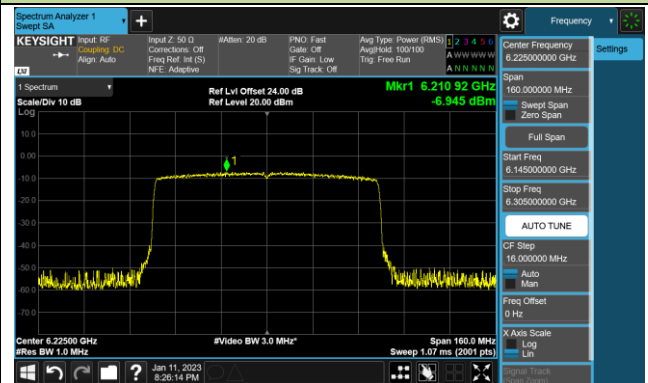 Spectrum Analyzer 1
Swept SA
+
Frequency
KEYSIGHT
Input: RF
Coupling: DC
Align: Auto
Input Z: 50 Ω
Corrections: Off
Freq Ref: Int (S)
NFE: Adaptive
#Atten: 20 dB
PNO: Fast
Gate: Off
IF Gain: Low
Sig Track: Off
Avg Type: Power (RMS)
Avg|Hold: 100/100
Trig: Free Run
1 2 3 4 5 6
A W W W W W
A N N N N N
LXI
1 Spectrum
Scale/Div 10 dB
Log
Ref Lvl Offset 24.00 dB
Ref Level 20.00 dBm
Mkr1 6.210 92 GHz
-6.945 dBm
10.0
0.00
-10.0
-20.0
-30.0
-40.0
-50.0
-60.0
-70.0
1
Center 6.22500 GHz
#Res BW 1.0 MHz
#Video BW 3.0 MHz*
Span 160.0 MHz
Sweep 1.07 ms (2001 pts)
Jan 11, 2023
8:26:14 PM
?
Center Frequency
6.225000000 GHz
Settings
Span
160.000000 MHz
Swept Span
Zero Span
Full Span
Start Freq
6.145000000 GHz
Stop Freq
6.305000000 GHz
AUTO TUNE
CF Step
16.000000 MHz
Auto
Man
Freq Offset
0 Hz
X Axis Scale
Log
Lin
Signal Track
(Span Zoom)